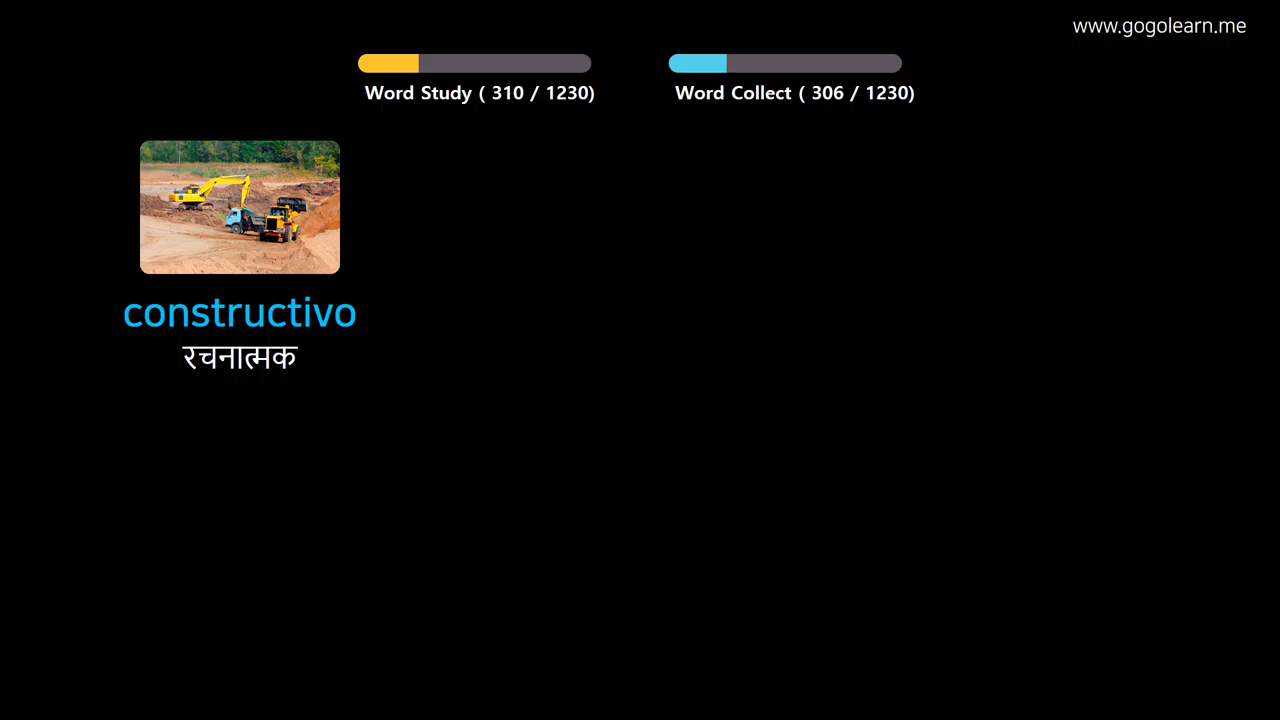 www.gogolearn.me
Word Study ( 310 / 1230)
Word Collect ( 306 / 1230)
constructivo
रचनात्मक